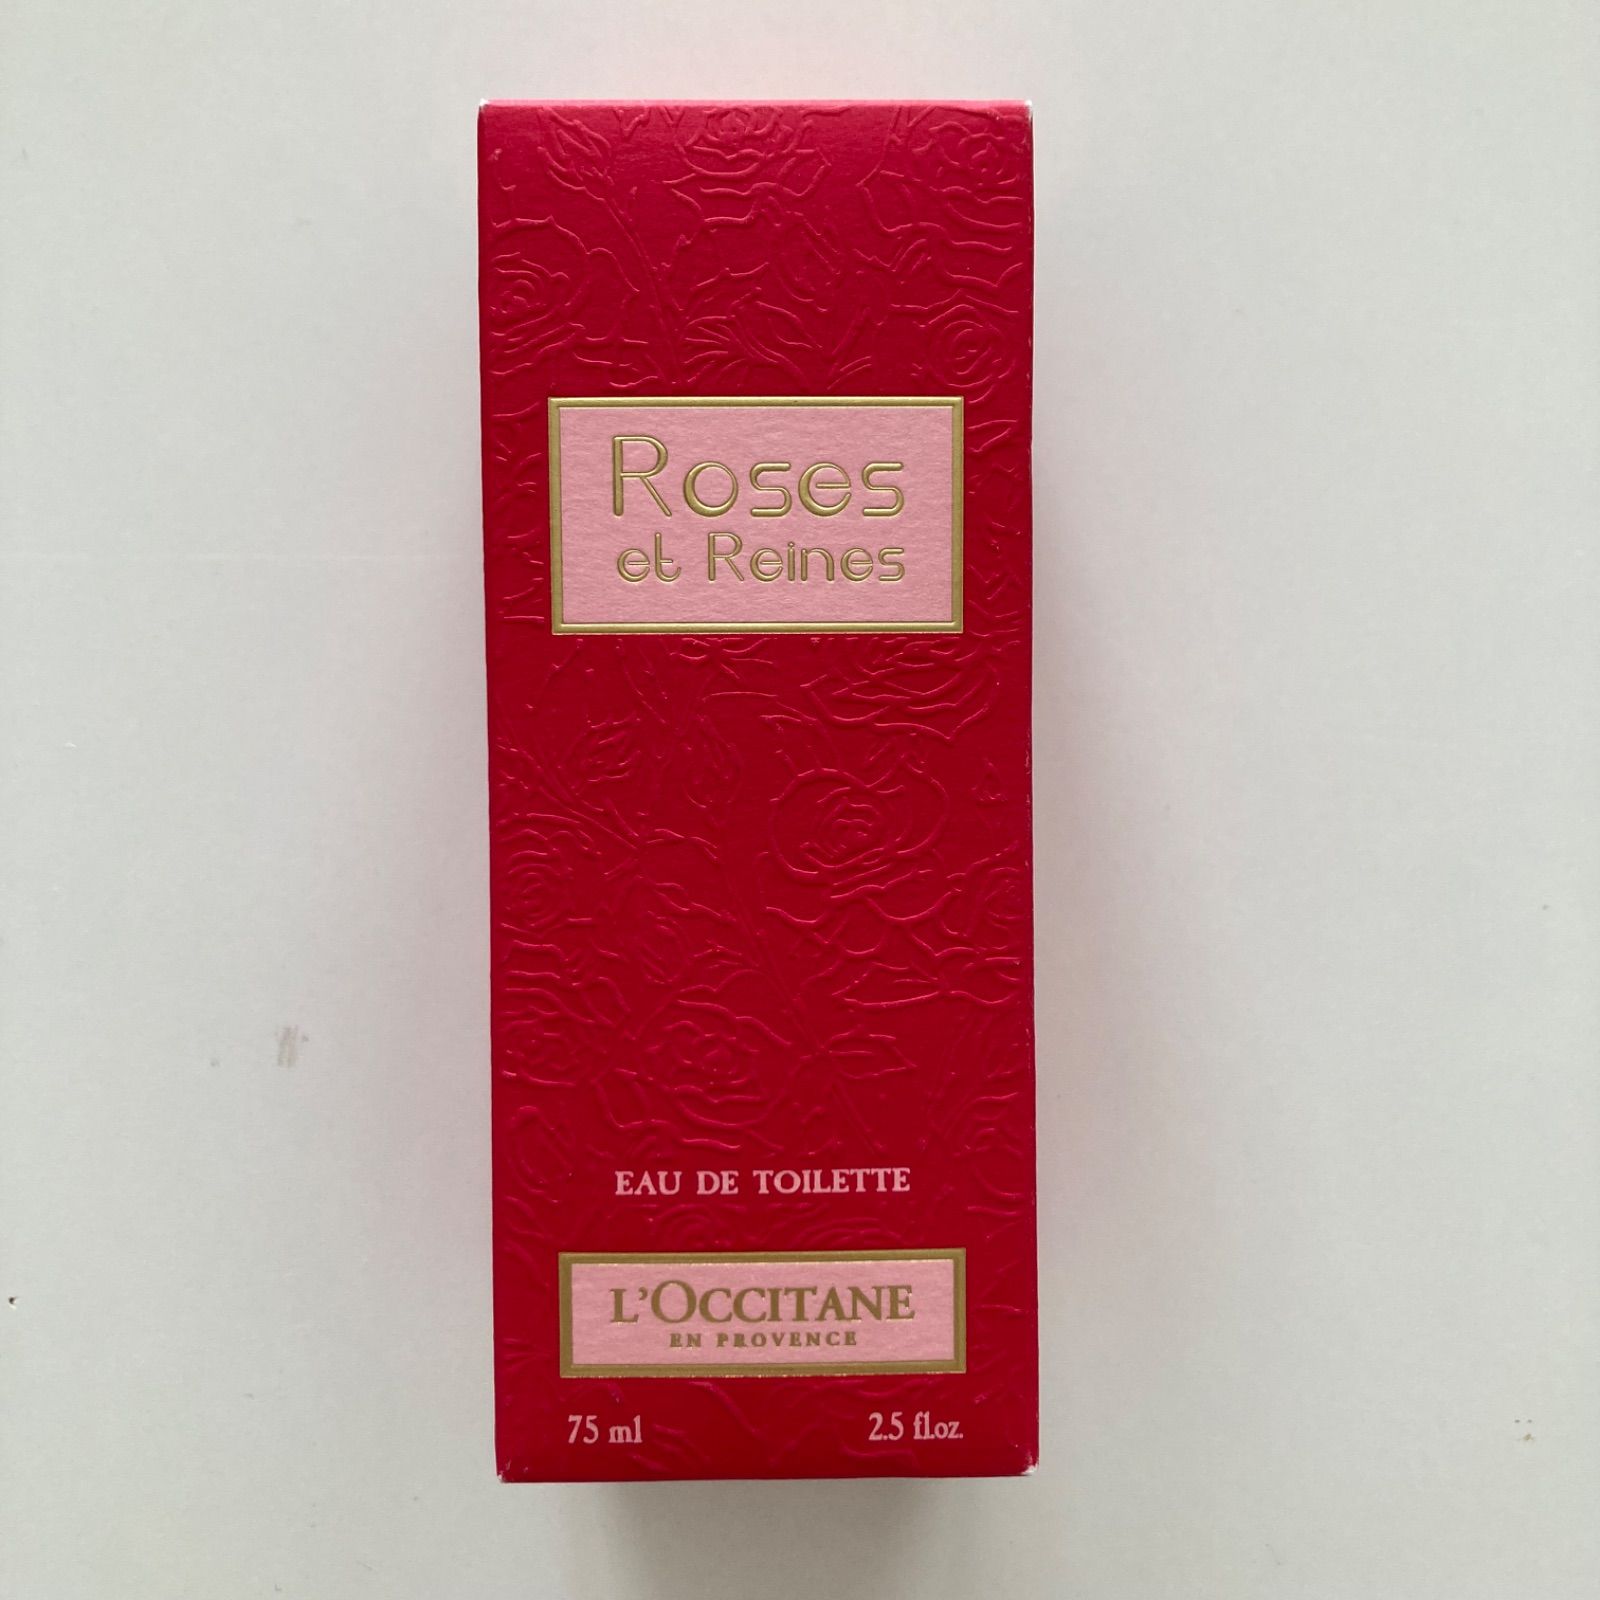 Roses
et Reines
EAU DE TOILETTE
L'OCCITANE
EN PROVENCE
75 ml 2.5 fl.oz.